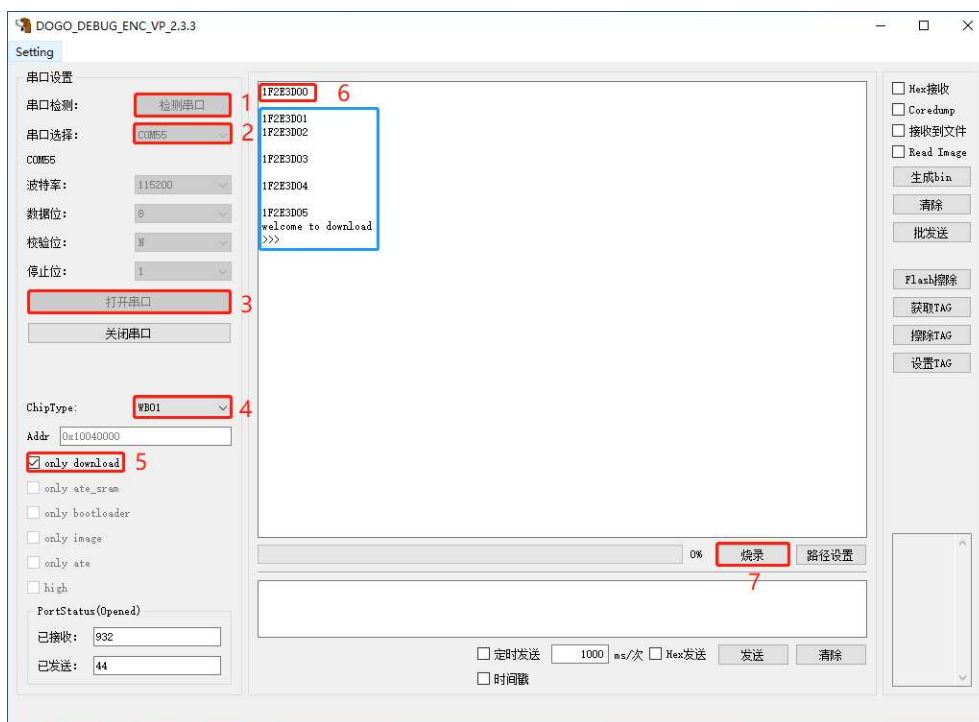 DOGO_DEBUG_ENC_VP_2.3.3
Setting
串口设置
串口检测: 检测串口 1
串口选择: COM55 2
COM55
波特率: 115200
数据位: 8
校验位: N
停止位: 1
打开串口 3
关闭串口
ChipType: WB01 4
Addr 0x10040000
only download 5
only ate_sram
only bootloader
only image
only ate
high
PortStatus(Opened)
已接收: 932
已发送: 44
1F2E3D00 6
1F2E3D01
1F2E3D02
1F2E3D03
1F2E3D04
1F2E3D05
welcome to download
>>>
0% 烧录 路径设置
7
定时发送 1000 ms/次 Hex发送 发送 清除
时间戳
Hex接收
Coredump
接收到文件
Read Image
生成bin
清除
批发送
Flash擦除
获取TAG
擦除TAG
设置TAG